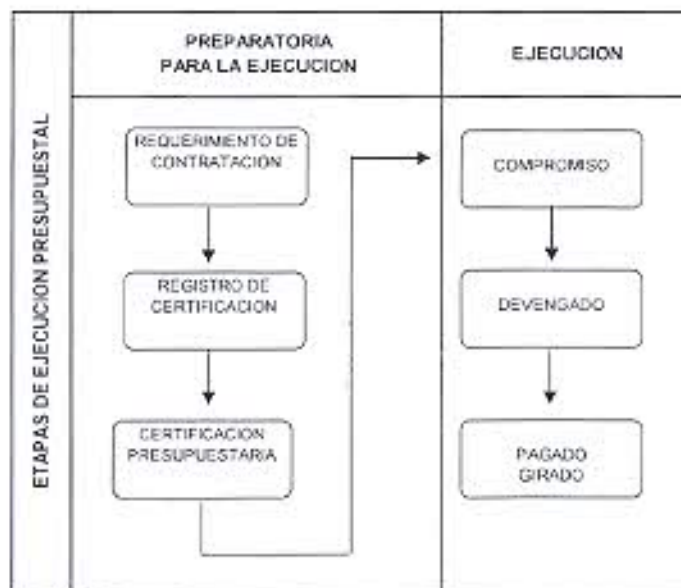 ETAPAS DE EJECUCION PRESUPUESTAL
PREPARATORIA
PARA LA EJECUCION
EJECUCION
REQUERIMIENTO DE
CONTRATACION
REGISTRO DE
CERTIFICACION
CERTIFICACION
PRESUPUESTARIA
COMPROMISO
DEVENGADO
PAGADO
GIRADO